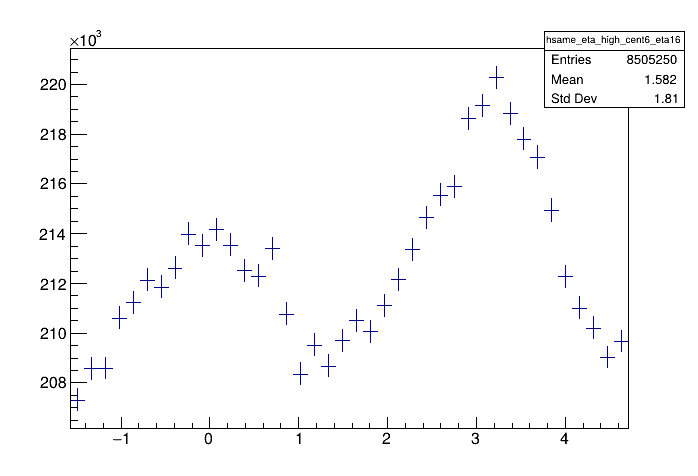 ×10³
hsame_eta_high_cent6_eta16
Entries 8505250
Mean 1.582
Std Dev 1.81
220
218
216
214
212
210
208
−1 0 1 2 3 4